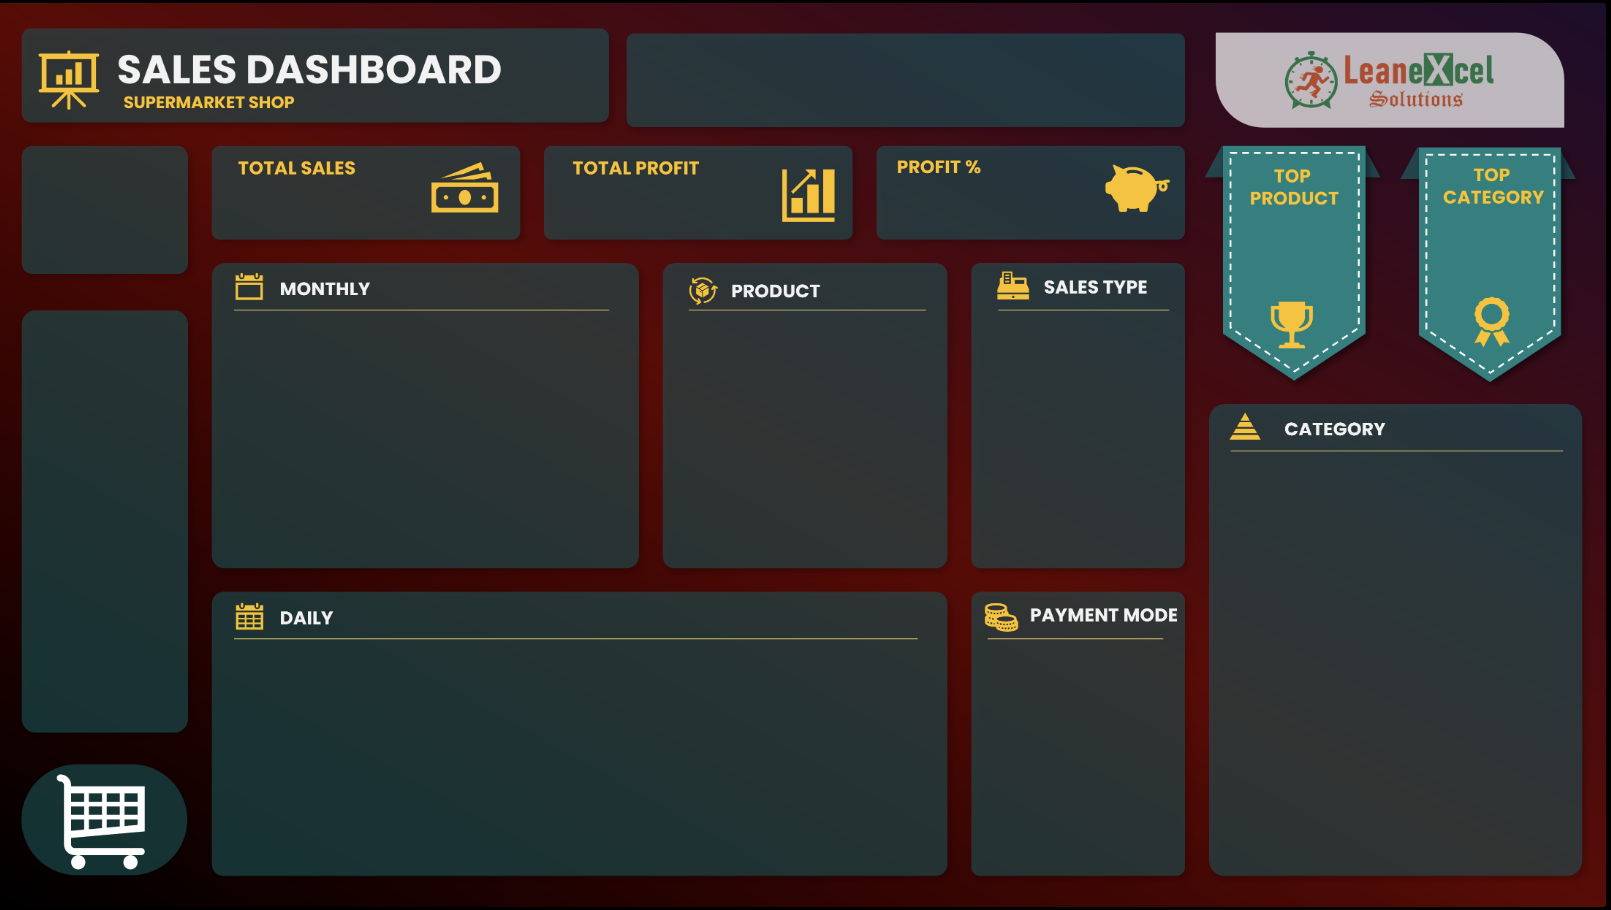 SALES DASHBOARD
SUPERMARKET SHOP
LeaneXcel
Solutions
TOTAL SALES
TOTAL PROFIT
PROFIT %
TOP
PRODUCT
TOP
CATEGORY
MONTHLY
PRODUCT
SALES TYPE
CATEGORY
DAILY
PAYMENT MODE